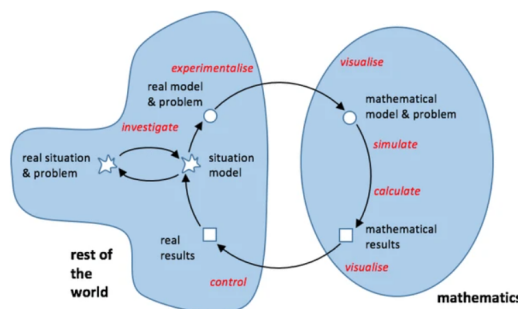 experimentalise
visualise
real model
& problem
mathematical
model & problem
investigate
simulate
real situation
& problem
situation
model
calculate
real
results
mathematical
results
rest of
the
world
control
visualise
mathematics